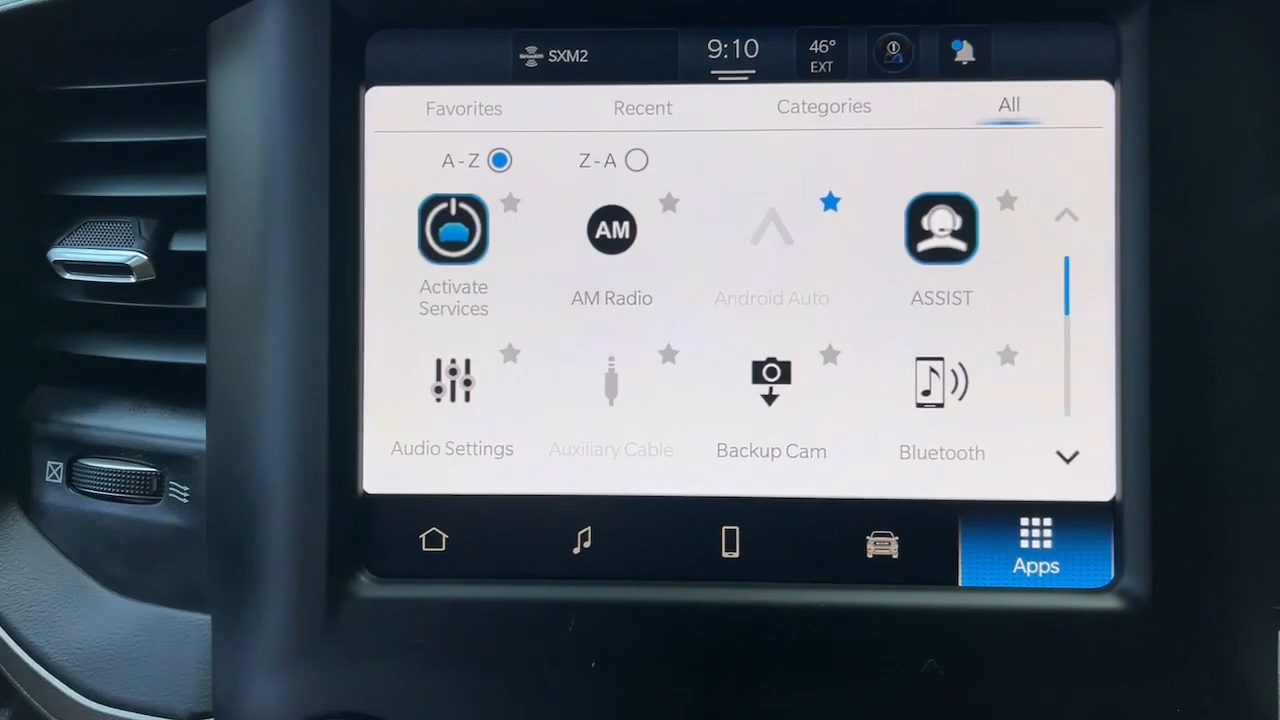 SXM2
9:10
46°
EXT
Favorites
Recent
Categories
All
A - Z
Z - A
AM
Activate
Services
AM Radio
Android Auto
ASSIST
Audio Settings
Auxiliary Cable
Backup Cam
Bluetooth
Apps